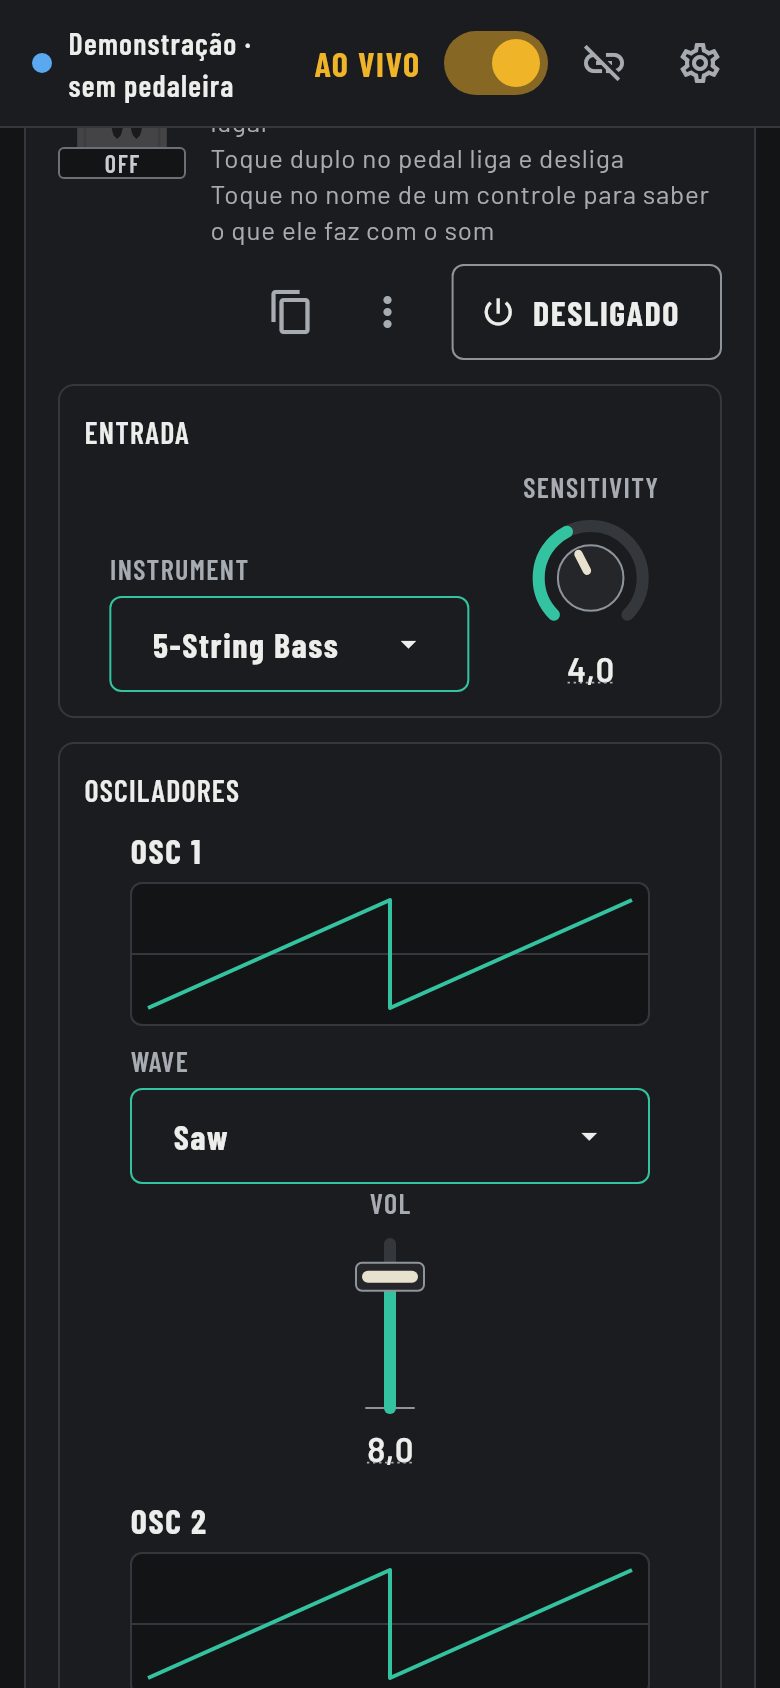 Demonstração ·
sem pedaleira
AO VIVO
lugar
OFF
Toque duplo no pedal liga e desliga
Toque no nome de um controle para saber
o que ele faz com o som
DESLIGADO
ENTRADA
SENSITIVITY
INSTRUMENT
5-String Bass
4,0
OSCILADORES
OSC 1
WAVE
Saw
VOL
8,0
OSC 2